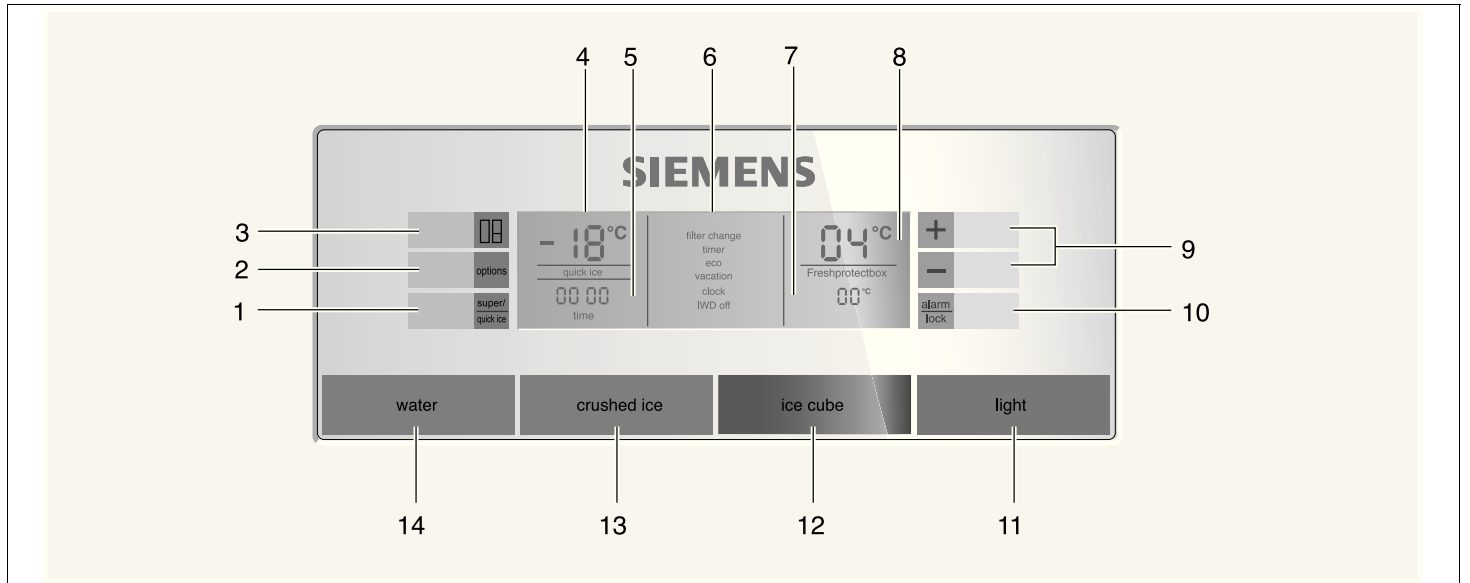 4 5 6 7 8
SIEMENS
3
2 options
1 super/
quick ice
- 18 °C
quick ice
00 00
time
filter change
timer
eco
vacation
clock
IWD off
04 °C
Freshprotectbox
00 °C
+
−
9
alarm
lock
10
water crushed ice ice cube light
14 13 12 11